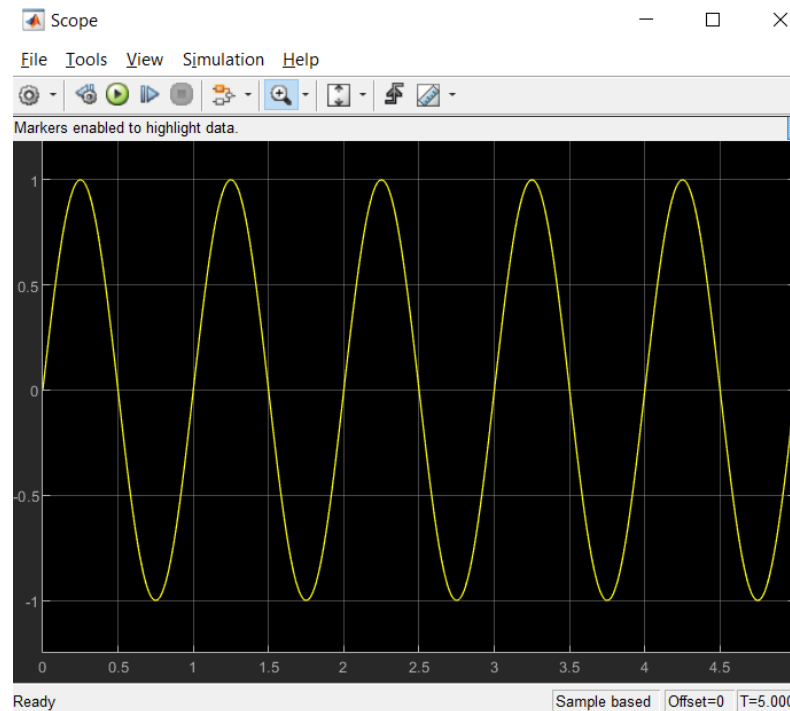 Scope
File Tools View Simulation Help
Markers enabled to highlight data.
1
0.5
0
-0.5
-1
0 0.5 1 1.5 2 2.5 3 3.5 4 4.5
Ready Sample based Offset=0 T=5.000